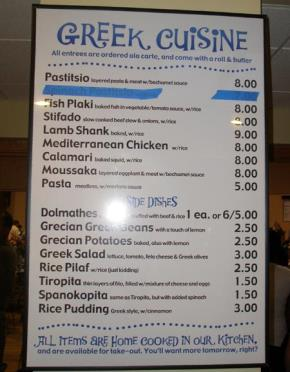 GREEK CUISINE
All entrees are ordered ala carte, and come with a roll & butter
Pastitsio layered pasta & meat w/bechamel sauce 8.00
Fish Plaki baked fish in vegetable/tomato sauce, w/rice 8.00
Stifado slow cooked beef stew & onions, w/rice 8.00
Lamb Shank baked, w/rice 9.00
Mediterranean Chicken w/rice 8.00
Calamari baked squid, w/rice 8.00
Moussaka layered eggplant & meat w/bechamel sauce 8.00
Pasta meatless, w/marinara sauce 5.00
SIDE DISHES
Dolmathes stuffed with beef & rice 1 ea. or 6/5.00
Grecian Green Beans with a touch of lemon 2.50
Grecian Potatoes baked, also with lemon 2.50
Greek Salad lettuce, tomato, feta cheese & Greek olives 3.00
Rice Pilaf w/rice (just kidding) 2.50
Tiropita thin layers of filo, filled w/mixture of cheese and eggs 1.50
Spanokopita same as Tiropita, but with added spinach 1.50
Rice Pudding Greek style, w/cinnamon 3.00
ALL ITEMS ARE HOME COOKED IN OUR KITCHEN,
and are available for take-out. You'll want more tomorrow, right?